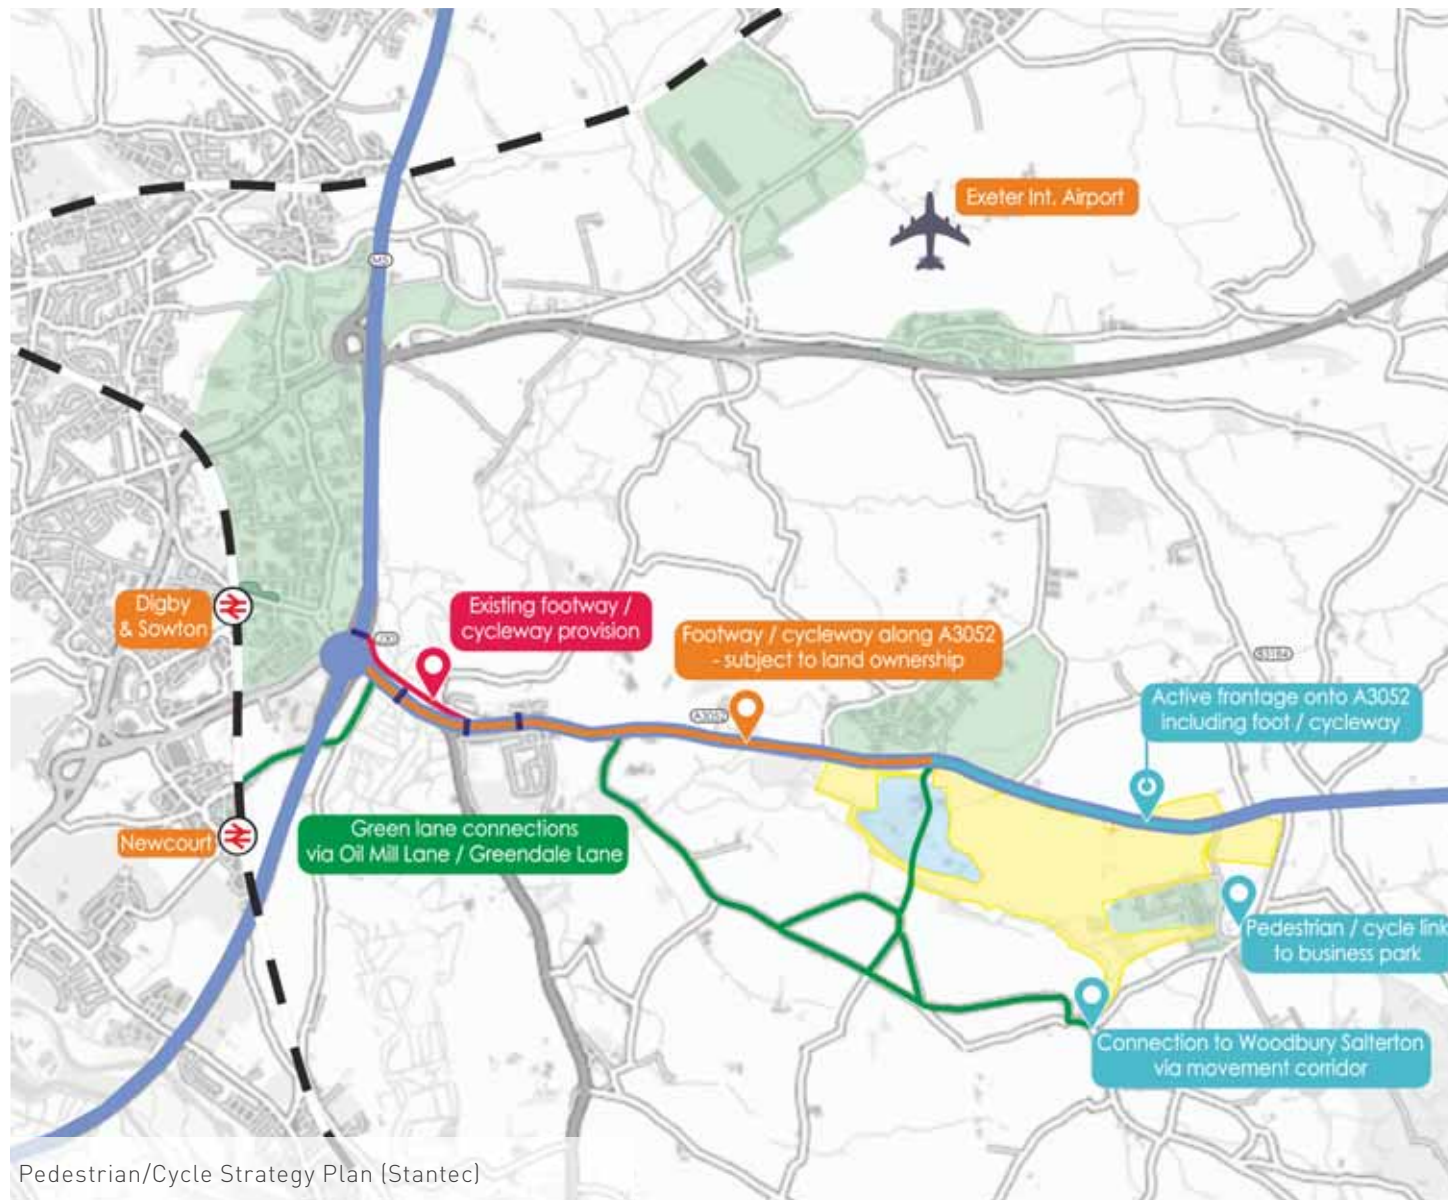 Exeter Int. Airport
M5
Digby
& Sowton
Existing footway /
cycleway provision
Footway / cycleway along A3052
- subject to land ownership
A3052
B3184
Active frontage onto A3052
including foot / cycleway
Newcourt
Green lane connections
via Oil Mill Lane / Greendale Lane
Pedestrian / cycle link
to business park
Connection to Woodbury Salterton
via movement corridor
Pedestrian/Cycle Strategy Plan (Stantec)